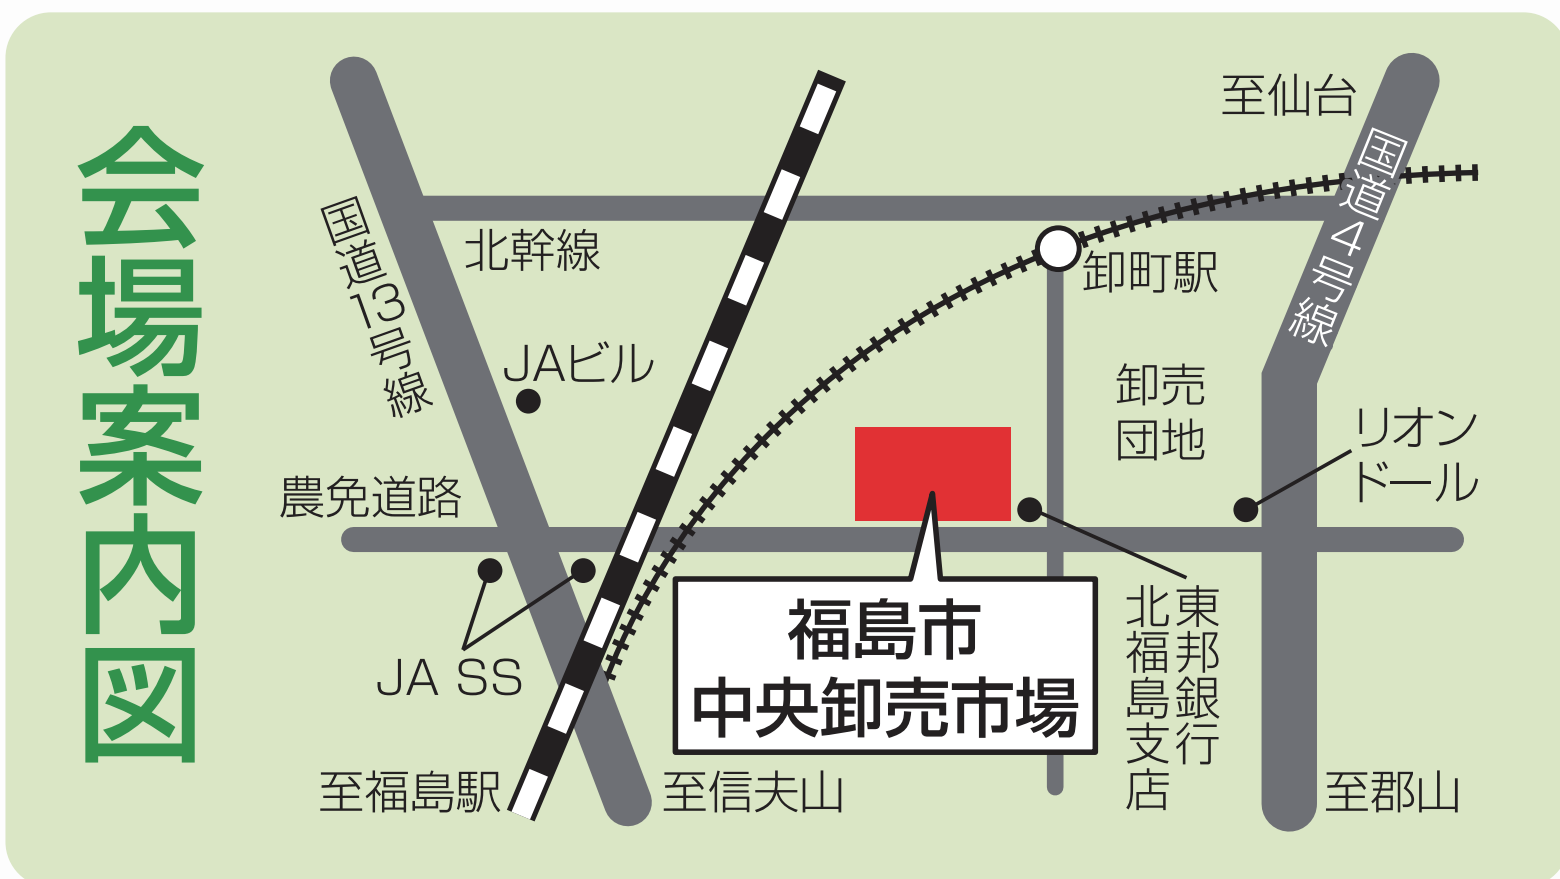 会場案内図
至仙台
国道4号線
国道13号線
北幹線
卸町駅
JAビル
卸売
団地
リオン
ドール
農免道路
福島市
中央卸売市場
東邦銀行
北福島支店
JA SS
至福島駅
至信夫山
至郡山